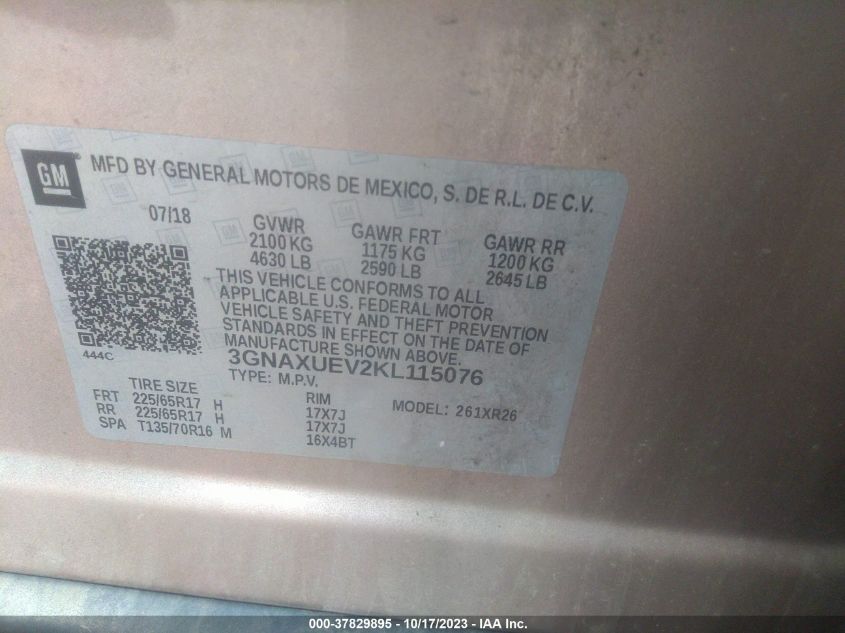 GM
MFD BY GENERAL MOTORS DE MEXICO, S. DE R.L. DE C.V.
07/18
GVWR GAWR FRT GAWR RR
2100 KG 1175 KG 1200 KG
4630 LB 2590 LB 2645 LB
THIS VEHICLE CONFORMS TO ALL
APPLICABLE U.S. FEDERAL MOTOR
VEHICLE SAFETY AND THEFT PREVENTION
STANDARDS IN EFFECT ON THE DATE OF
MANUFACTURE SHOWN ABOVE.
444C
3GNAXUEV2KL115076
TYPE: M.P.V.
TIRE SIZE RIM MODEL: 261XR26
FRT 225/65R17 H 17X7J
RR 225/65R17 H 17X7J
SPA T135/70R16 M 16X4BT
000-37829895 - 10/17/2023 - IAA Inc.